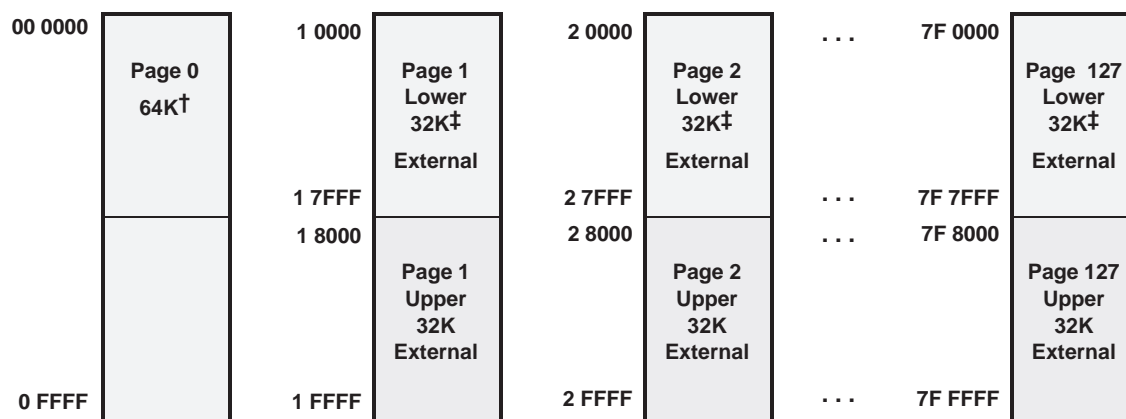 00 0000
1 0000
2 0000
. . .
7F 0000
Page 0
64K†
Page 1
Lower
32K‡
External
Page 2
Lower
32K‡
External
Page 127
Lower
32K‡
External
1 7FFF
2 7FFF
. . .
7F 7FFF
1 8000
2 8000
. . .
7F 8000
Page 1
Upper
32K
External
Page 2
Upper
32K
External
Page 127
Upper
32K
External
0 FFFF
1 FFFF
2 FFFF
. . .
7F FFFF